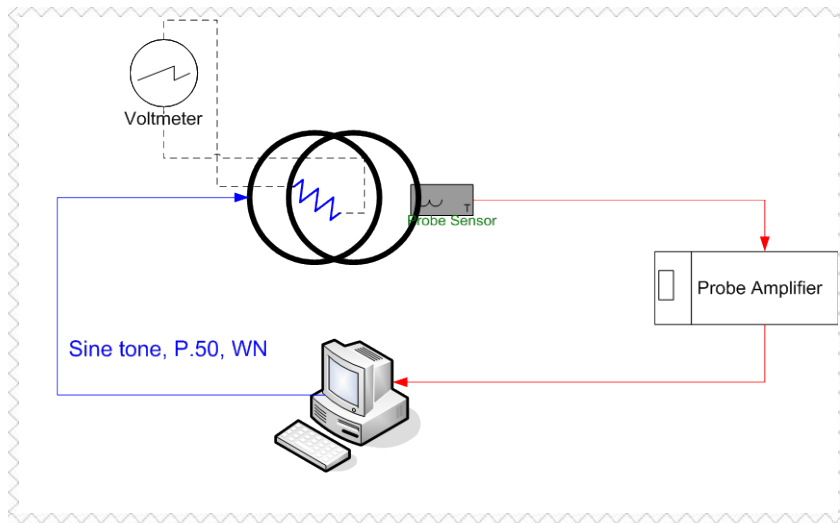 Voltmeter
T
Probe Sensor
Probe Amplifier
Sine tone, P.50, WN